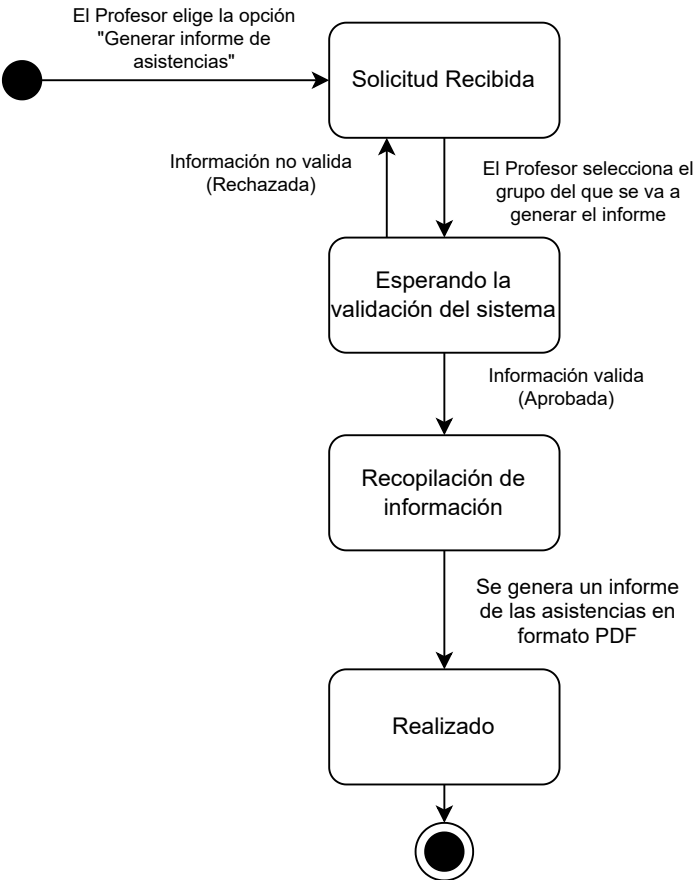 El Profesor elige la opción
"Generar informe de
asistencias"
Solicitud Recibida
Información no valida
(Rechazada)
El Profesor selecciona el
grupo del que se va a
generar el informe
Esperando la
validación del sistema
Información valida
(Aprobada)
Recopilación de
información
Se genera un informe
de las asistencias en
formato PDF
Realizado